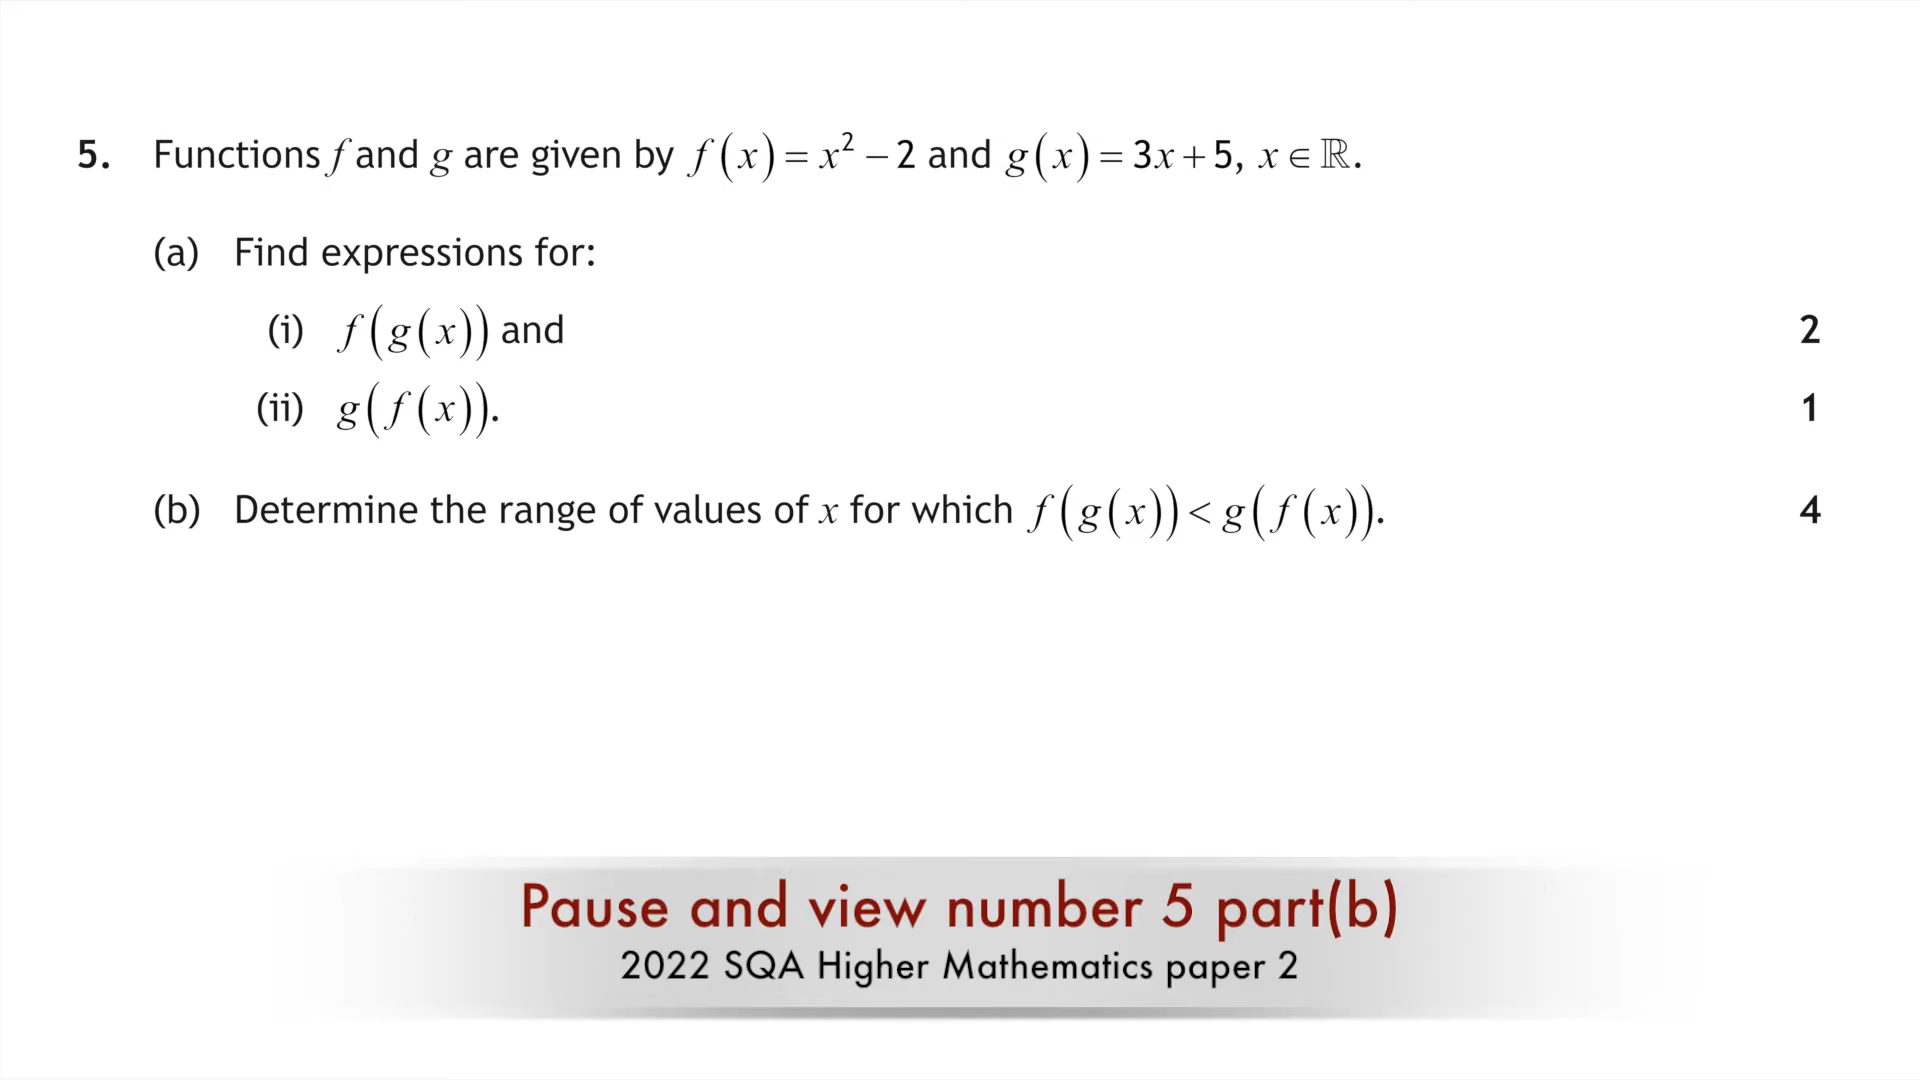 5. Functions f and g are given by f(x) = x² − 2 and g(x) = 3x + 5, x ∈ ℝ.
(a) Find expressions for:
(i) f(g(x)) and 2
(ii) g(f(x)). 1
(b) Determine the range of values of x for which f(g(x)) < g(f(x)). 4
Pause and view number 5 part(b)
2022 SQA Higher Mathematics paper 2